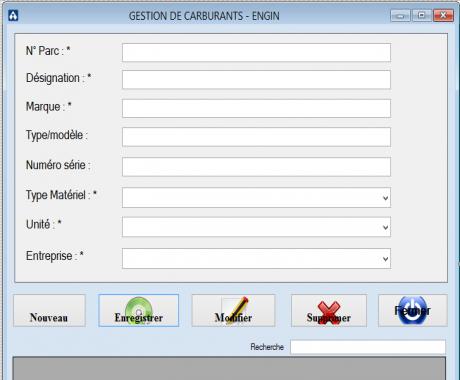 GESTION DE CARBURANTS - ENGIN
N° Parc : *
Désignation : *
Marque : *
Type/modèle :
Numéro série :
Type Matériel : *
Unité : *
Entreprise : *
Nouveau Enregistrer Modifier Supprimer Fermer
Recherche